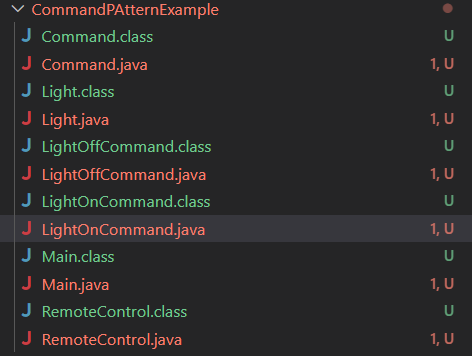 CommandPAtternExample
Command.class U
Command.java 1, U
Light.class U
Light.java 1, U
LightOffCommand.class U
LightOffCommand.java 1, U
LightOnCommand.class U
LightOnCommand.java 1, U
Main.class U
Main.java 1, U
RemoteControl.class U
RemoteControl.java 1, U